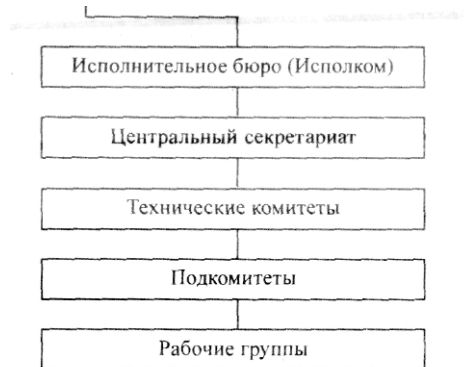 Исполнительное бюро (Исполком)
Центральный секретариат
Технические комитеты
Подкомитеты
Рабочие группы